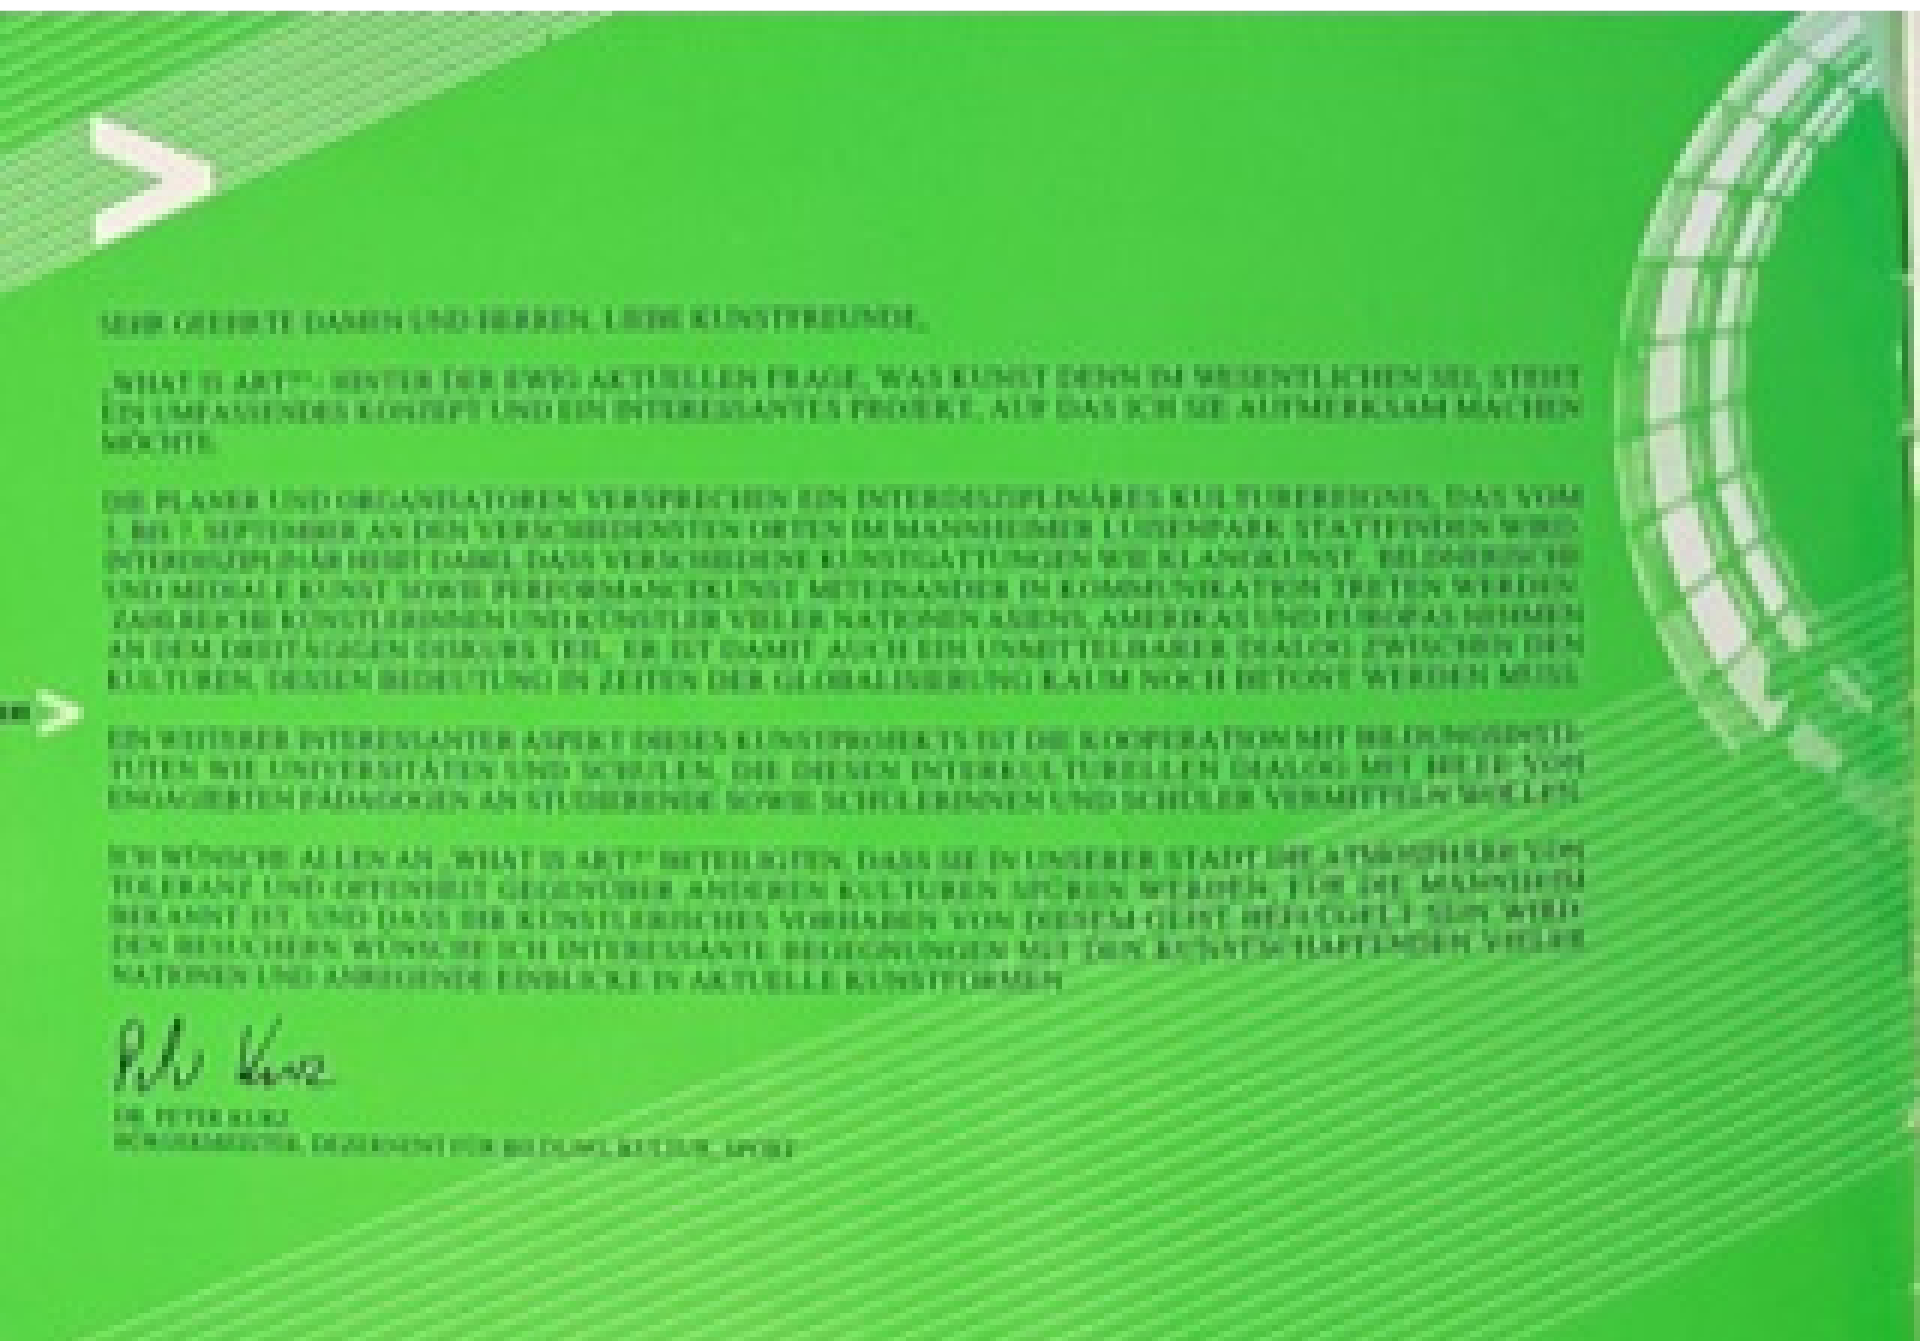 SEHR GEEHRTE DAMEN UND HERREN, LIEBE KUNSTFREUNDE,
„WHAT IS ART?“ - HINTER DER EWIG AKTUELLEN FRAGE, WAS KUNST DENN IM WESENTLICHEN SEI, STEHT
EIN UMFASSENDES KONZEPT UND EIN INTERESSANTES PROJEKT, AUF DAS ICH SIE AUFMERKSAM MACHEN
MÖCHTE.
DIE PLANER UND ORGANISATOREN VERSPRECHEN EIN INTERDISZIPLINÄRES KULTUREREIGNIS, DAS VOM
BIS 7. SEPTEMBER AN DEN VERSCHIEDENSTEN ORTEN IM MANNHEIMER LUISENPARK STATTFINDEN WIRD.
INTERDISZIPLINÄR HEIßT DABEI, DASS VERSCHIEDENE KUNSTGATTUNGEN WIE KLANGKUNST, BILDNERISCHE
UND MEDIALE KUNST SOWIE PERFORMANCEKUNST MITEINANDER IN KOMMUNIKATION TRETEN WERDEN.
ZAHLREICHE KÜNSTLERINNEN UND KÜNSTLER VIELER NATIONEN ASIENS, AMERIKAS UND EUROPAS NEHMEN
AN DEM DREITÄGIGEN DISKURS TEIL. ER IST DAMIT AUCH EIN UNMITTELBARER DIALOG ZWISCHEN DEN
KULTUREN, DESSEN BEDEUTUNG IN ZEITEN DER GLOBALISIERUNG KAUM NOCH BETONT WERDEN MUSS.
EIN WEITERER INTERESSANTER ASPEKT DIESES KUNSTPROJEKTS IST DIE KOOPERATION MIT BILDUNGSINSTI-
TUTEN WIE UNIVERSITÄTEN UND SCHULEN, DIE DIESEN INTERKULTURELLEN DIALOG MIT HILFE VON
ENGAGIERTEN PÄDAGOGEN AN STUDIERENDE SOWIE SCHÜLERINNEN UND SCHÜLER VERMITTELN WOLLEN.
ICH WÜNSCHE ALLEN AN „WHAT IS ART?“ BETEILIGTEN, DASS SIE IN UNSERER STADT DIE ATMOSPHÄRE VON
TOLERANZ UND OFFENHEIT GEGENÜBER ANDEREN KULTUREN SPÜREN WERDEN, FÜR DIE MANNHEIM
BEKANNT IST, UND DASS IHR KÜNSTLERISCHES VORHABEN VON DIESEM GEIST BEFLÜGELT SEIN WIRD.
DEN BESUCHERN WÜNSCHE ICH INTERESSANTE BEGEGNUNGEN MIT DEN KUNSTSCHAFFENDEN VIELER
NATIONEN UND ANREGENDE EINBLICKE IN AKTUELLE KUNSTFORMEN.
Peter Kurz
DR. PETER KURZ
BÜRGERMEISTER, DEZERNENT FÜR BILDUNG, KULTUR, SPORT